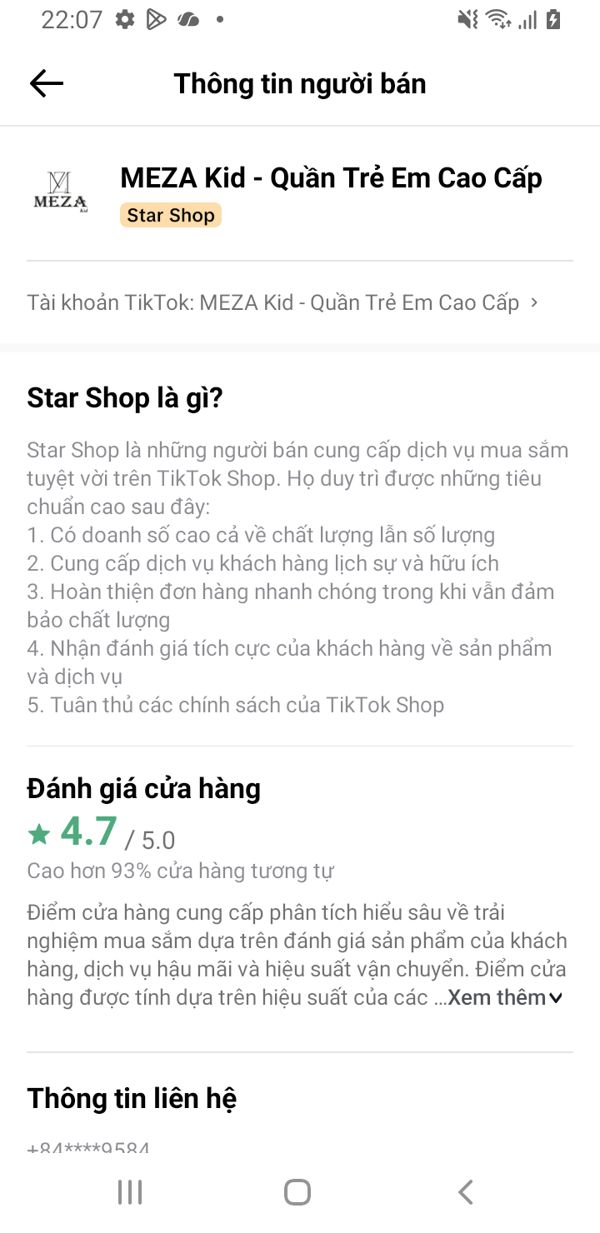 22:07
Thông tin người bán
MEZA Kid - Quần Trẻ Em Cao Cấp
MEZA
Kid
Star Shop
Tài khoản TikTok: MEZA Kid - Quần Trẻ Em Cao Cấp
Star Shop là gì?
Star Shop là những người bán cung cấp dịch vụ mua sắm
tuyệt vời trên TikTok Shop. Họ duy trì được những tiêu
chuẩn cao sau đây:
1. Có doanh số cao cả về chất lượng lẫn số lượng
2. Cung cấp dịch vụ khách hàng lịch sự và hữu ích
3. Hoàn thiện đơn hàng nhanh chóng trong khi vẫn đảm
bảo chất lượng
4. Nhận đánh giá tích cực của khách hàng về sản phẩm
và dịch vụ
5. Tuân thủ các chính sách của TikTok Shop
Đánh giá cửa hàng
4.7 / 5.0
Cao hơn 93% cửa hàng tương tự
Điểm cửa hàng cung cấp phân tích hiểu sâu về trải
nghiệm mua sắm dựa trên đánh giá sản phẩm của khách
hàng, dịch vụ hậu mãi và hiệu suất vận chuyển. Điểm cửa
hàng được tính dựa trên hiệu suất của các ...Xem thêm
Thông tin liên hệ
+84****9584